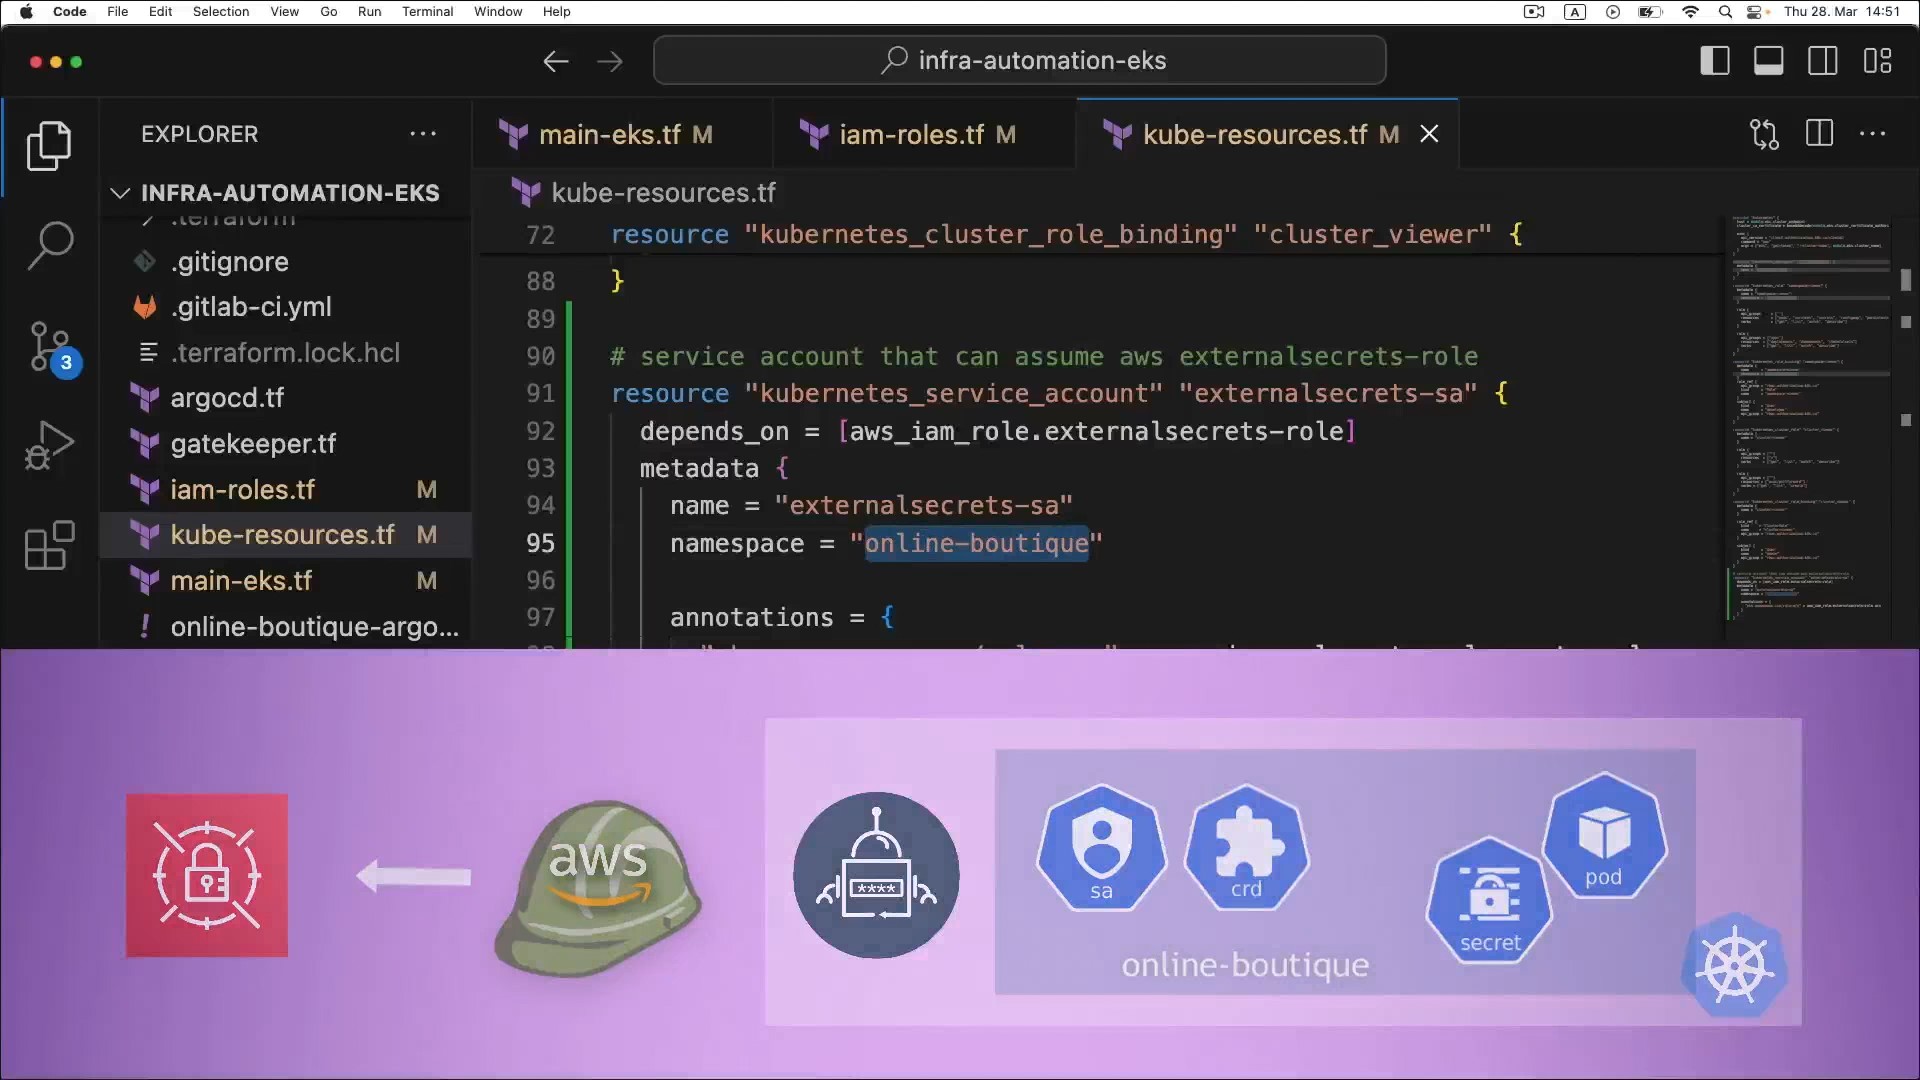 Code File Edit Selection View Go Run Terminal Window Help
A
Thu 28. Mar 14:51
infra-automation-eks
EXPLORER
INFRA-AUTOMATION-EKS
.terraform
.gitignore
.gitlab-ci.yml
.terraform.lock.hcl
argocd.tf
gatekeeper.tf
iam-roles.tf M
kube-resources.tf M
main-eks.tf M
! online-boutique-argo...
3
main-eks.tf M
iam-roles.tf M
kube-resources.tf M
kube-resources.tf
72 resource "kubernetes_cluster_role_binding" "cluster_viewer" {
88 }
89
90 # service account that can assume aws externalsecrets-role
91 resource "kubernetes_service_account" "externalsecrets-sa" {
92 depends_on = [aws_iam_role.externalsecrets-role]
93 metadata {
94 name = "externalsecrets-sa"
95 namespace = "online-boutique"
96
97 annotations = {
aws
****
sa
crd
secret
pod
online-boutique